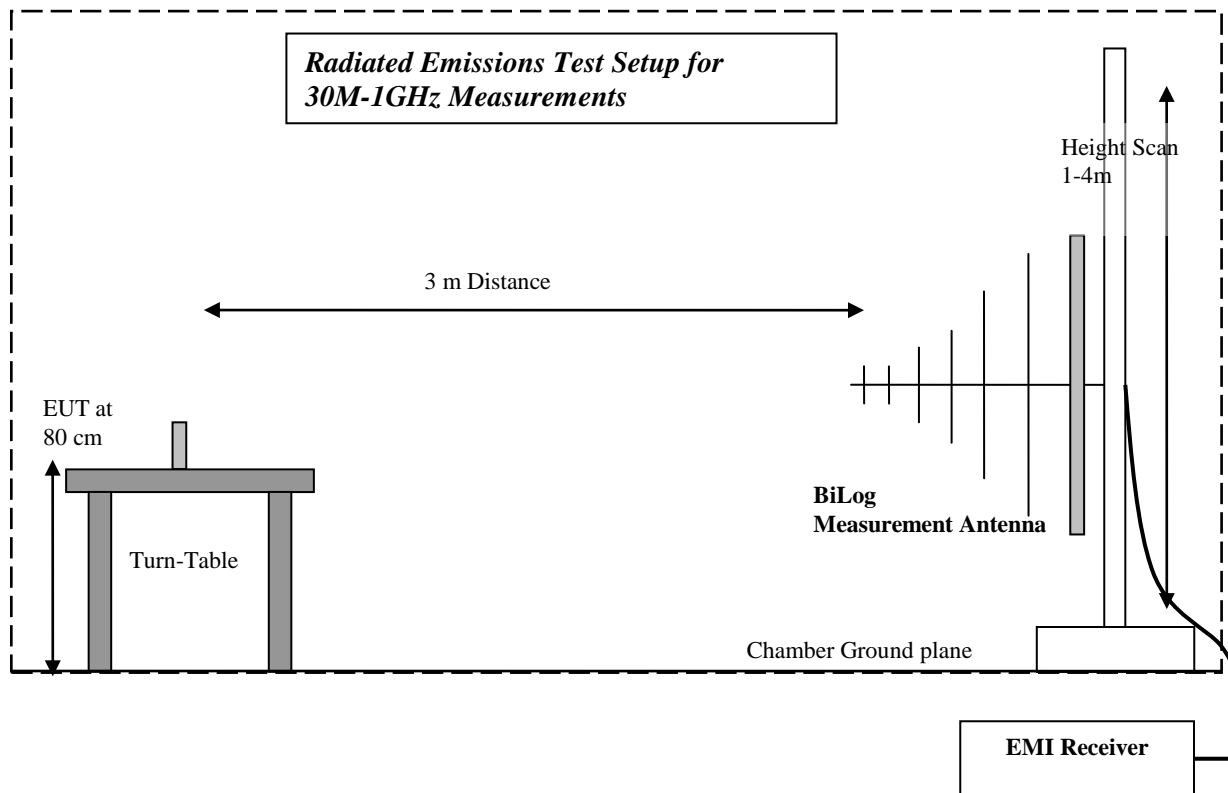 Radiated Emissions Test Setup for
30M-1GHz Measurements
Height Scan
1-4m
3 m Distance
EUT at
80 cm
BiLog
Measurement Antenna
Turn-Table
Chamber Ground plane
EMI Receiver